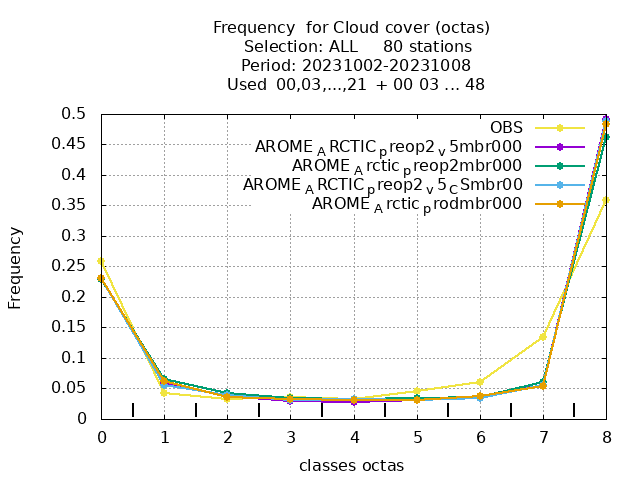 Frequency  for Cloud cover (octas)
Selection: ALL     80 stations
Period: 20231002-20231008
Used  00,03,...,21  + 00 03 ... 48
0.5
0.45
0.4
0.35
0.3
0.25
0.2
0.15
0.1
0.05
0
Frequency
OBS
AROME_ARCTIC_preop2_v5mbr000
AROME_Arctic_preop2mbr000
AROME_ARCTIC_preop2_v5_CSmbr00
AROME_Arctic_prodmbr000
0 1 2 3 4 5 6 7 8
classes octas